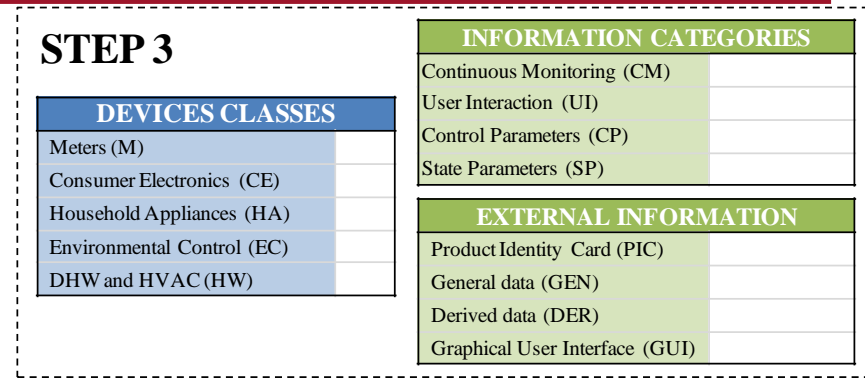 STEP 3
DEVICES CLASSES
Meters (M)
Consumer Electronics (CE)
Household Appliances (HA)
Environmental Control (EC)
DHW and HVAC (HW)
INFORMATION CATEGORIES
Continuous Monitoring (CM)
User Interaction (UI)
Control Parameters (CP)
State Parameters (SP)
EXTERNAL INFORMATION
Product Identity Card (PIC)
General data (GEN)
Derived data (DER)
Graphical User Interface (GUI)